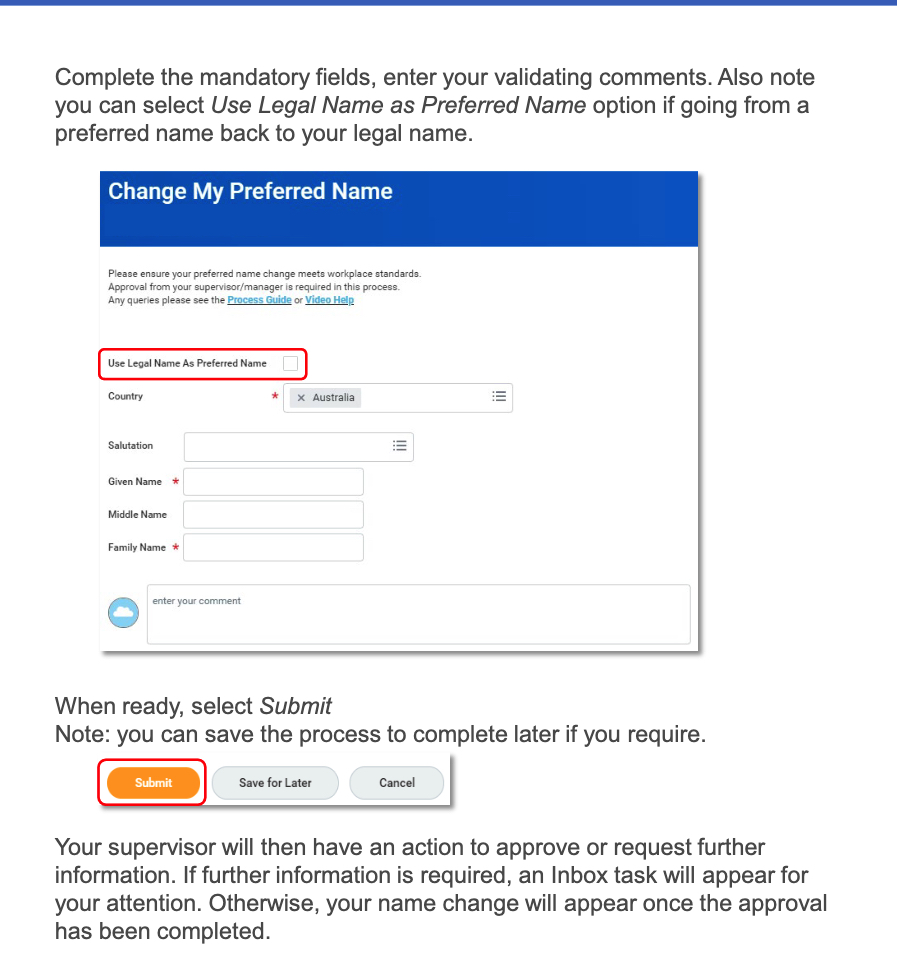 Complete the mandatory fields, enter your validating comments. Also note
you can select Use Legal Name as Preferred Name option if going from a
preferred name back to your legal name.
Change My Preferred Name
Please ensure your preferred name change meets workplace standards.
Approval from your supervisor/manager is required in this process.
Any queries please see the Process Guide or Video Help
Use Legal Name As Preferred Name
Country * × Australia
Salutation
Given Name *
Middle Name
Family Name *
enter your comment
When ready, select Submit
Note: you can save the process to complete later if you require.
Submit Save for Later Cancel
Your supervisor will then have an action to approve or request further
information. If further information is required, an Inbox task will appear for
your attention. Otherwise, your name change will appear once the approval
has been completed.